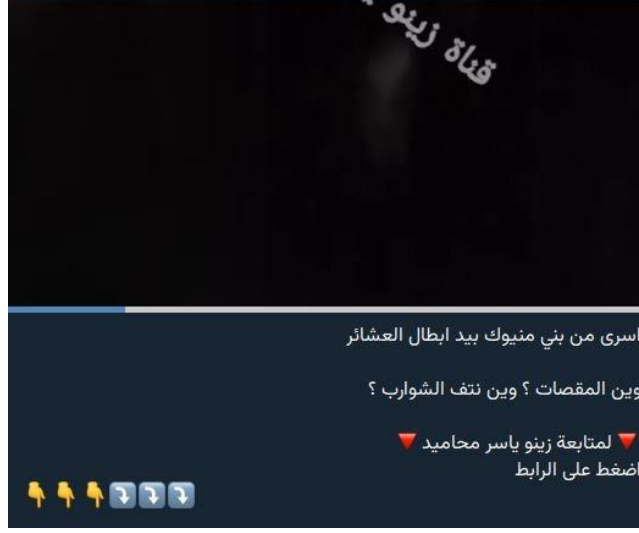 قناة زينو
اسرى من بني منيوك بيد ابطال العشائر
وين المقصات ؟ وين نتف الشوارب ؟
🔻 لمتابعة زينو ياسر محاميد 🔻
اضغط على الرابط
⤵️⤵️⤵️👇👇👇